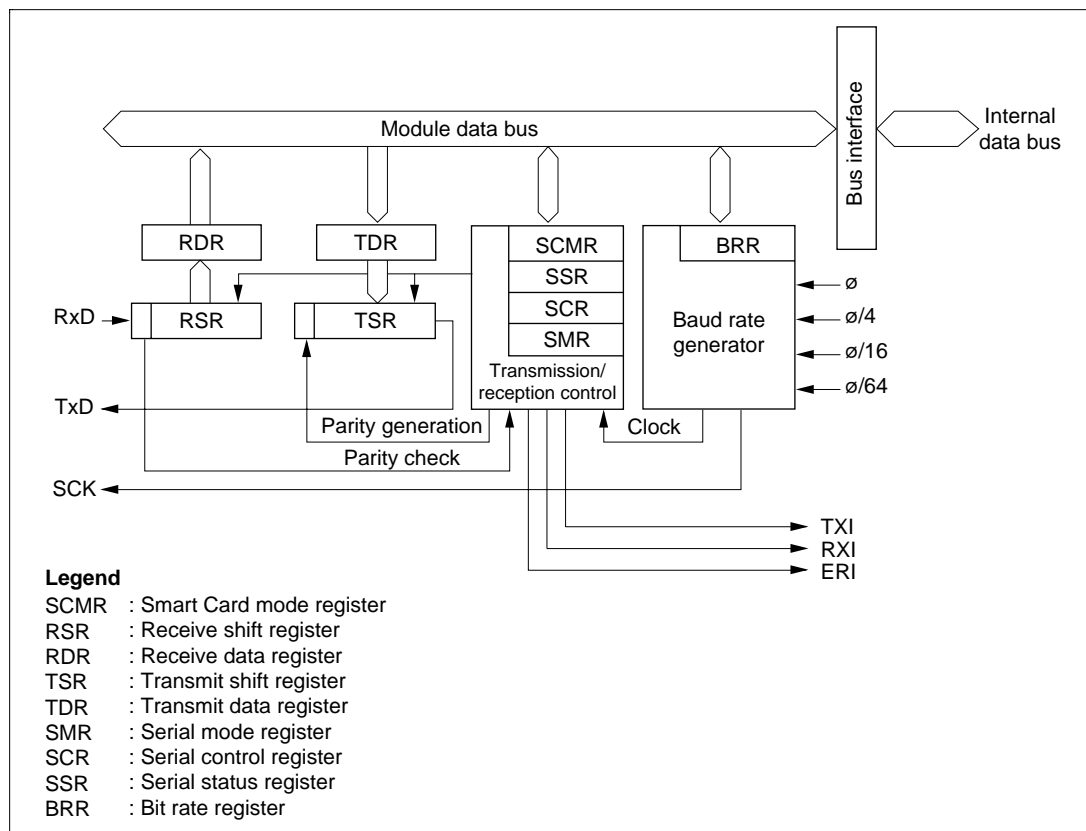 Module data bus
Bus interface
Internal
data bus
RDR
TDR
SCMR
SSR
SCR
SMR
Transmission/
reception control
BRR
Baud rate
generator
ø
ø/4
ø/16
ø/64
RxD
RSR
TSR
TxD
Parity generation
Parity check
Clock
SCK
TXI
RXI
ERI
Legend
SCMR : Smart Card mode register
RSR : Receive shift register
RDR : Receive data register
TSR : Transmit shift register
TDR : Transmit data register
SMR : Serial mode register
SCR : Serial control register
SSR : Serial status register
BRR : Bit rate register